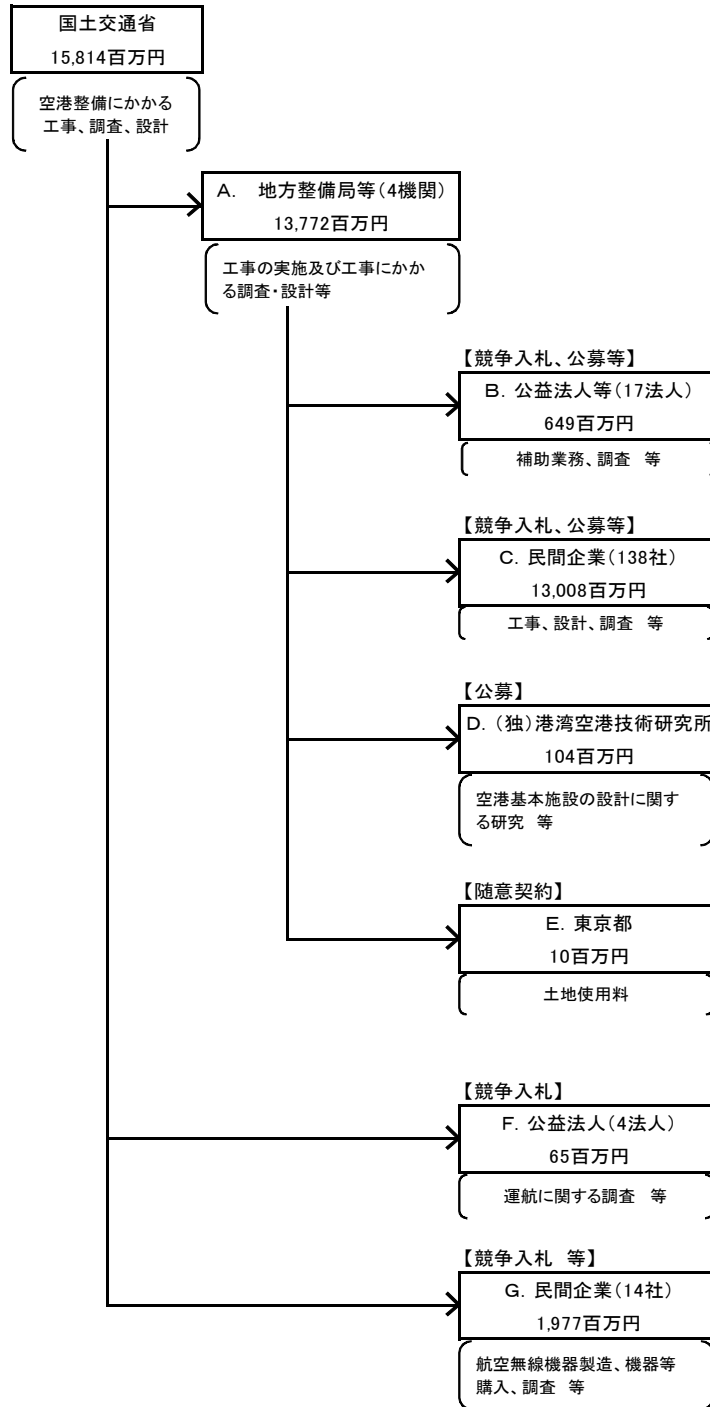 国土交通省
15,814百万円
空港整備にかかる
工事、調査、設計
A.　地方整備局等(4機関)
13,772百万円
工事の実施及び工事にかか
る調査・設計等
【競争入札、公募等】
B. 公益法人等(17法人)
649百万円
補助業務、調査　等
【競争入札、公募等】
C. 民間企業(138社)
13,008百万円
工事、設計、調査　等
【公募】
D. (独)港湾空港技術研究所
104百万円
空港基本施設の設計に関す
る研究　等
【随意契約】
E. 東京都
10百万円
土地使用料
【競争入札】
F. 公益法人(4法人)
65百万円
運航に関する調査　等
【競争入札　等】
G. 民間企業(14社)
1,977百万円
航空無線機器製造、機器等
購入、調査　等